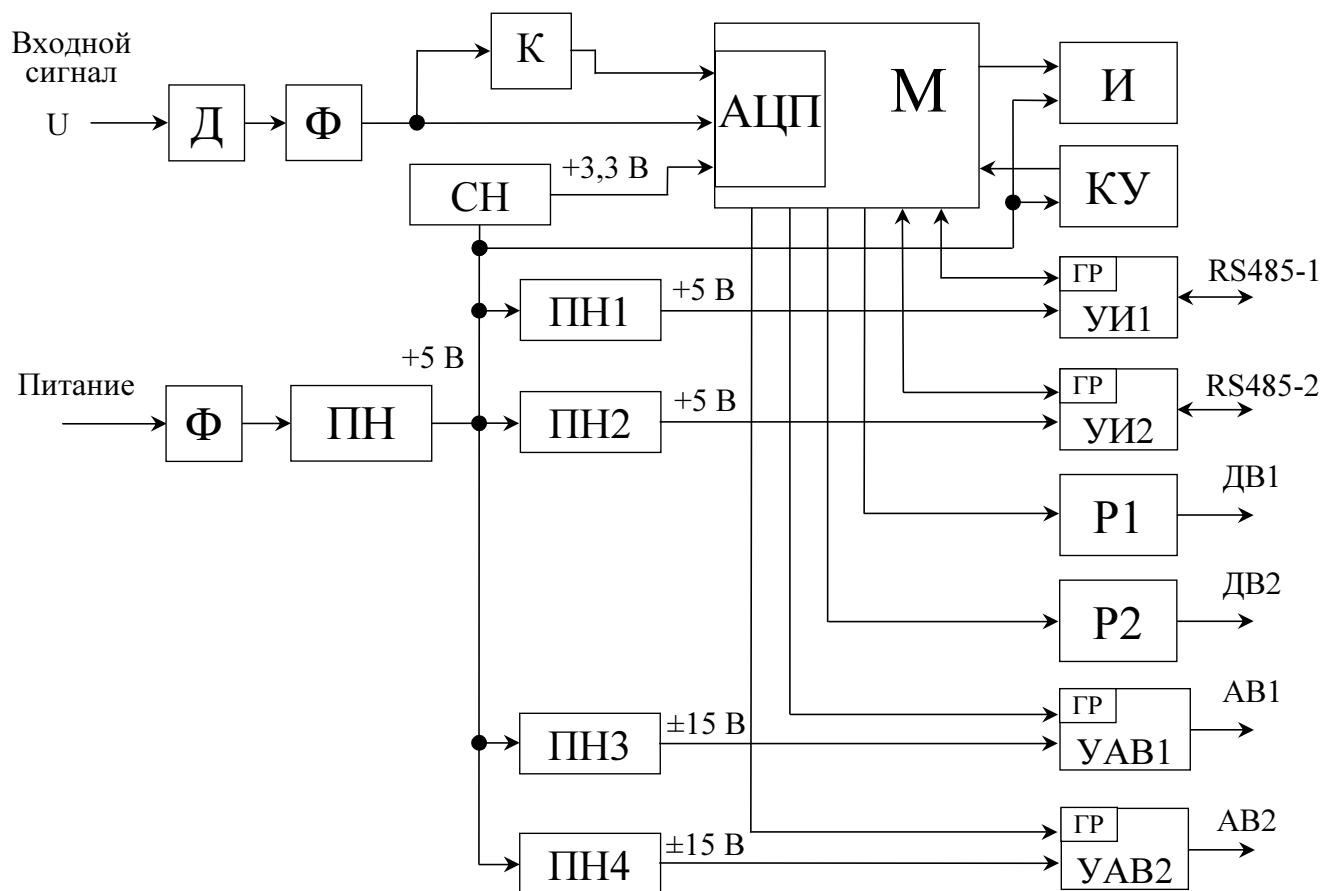 Входной
сигнал
U
Д
Ф
К
АЦП
М
И
КУ
СН
+3,3 В
ПН1
+5 В
ГР
УИ1
RS485-1
Питание
Ф
ПН
+5 В
ПН2
+5 В
ГР
УИ2
RS485-2
Р1
ДВ1
Р2
ДВ2
ПН3
±15 В
ГР
УАВ1
АВ1
ПН4
±15 В
ГР
УАВ2
АВ2